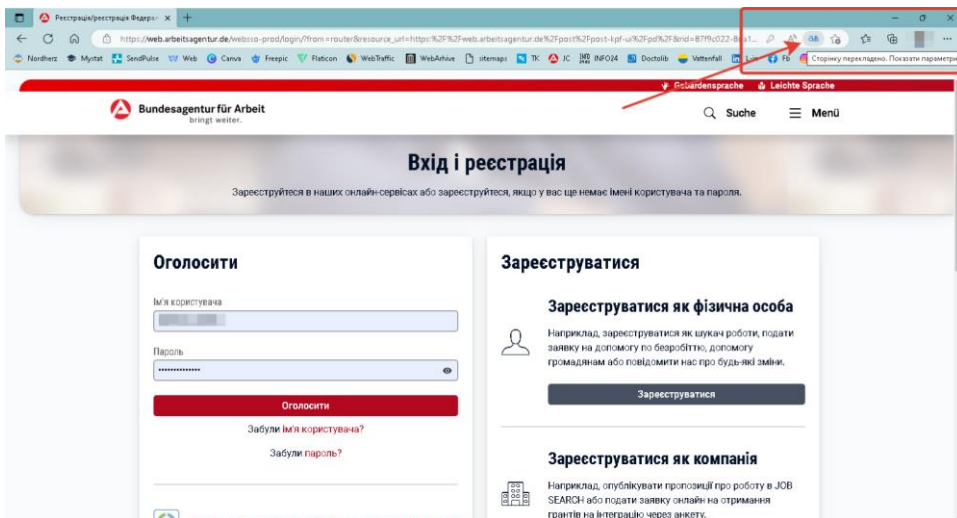 Реєстрація/реєстрація Федерал
https://web.arbeitsagentur.de/websso-prod/login/?from=router&resource_url=https:%2F%2Fweb.arbeitsagentur.de%2Fpost%2Fpost-kpf-ui%2Fpd%2F&rid=
Nordherz Mystat SendPulse Web Canva Freepic Flaticon WebTraffic WebArhive sitemaps TK JC INFO24 Doctolib Vattenfall Fb
Сторінку перекладено. Показати параметри
Gebärdensprache Leichte Sprache
Bundesagentur für Arbeit
bringt weiter.
Suche Menü
Вхід і реєстрація
Зареєструйтеся в наших онлайн-сервісах або зареєструйтеся, якщо у вас ще немає імені користувача та пароля.
Оголосити
Ім'я користувача
Пароль
Оголосити
Забули ім'я користувача?
Забули пароль?
Зареєструватися
Зареєструватися як фізична особа
Наприклад, зареєструватися як шукач роботи, подати
заявку на допомогу по безробіттю, допомогу
громадянам або повідомити нас про будь-які зміни.
Зареєструватися
Зареєструватися як компанія
Наприклад, опублікувати пропозиції про роботу в JOB
SEARCH або подати заявку онлайн на отримання
грантів на інтеграцію через анкету.